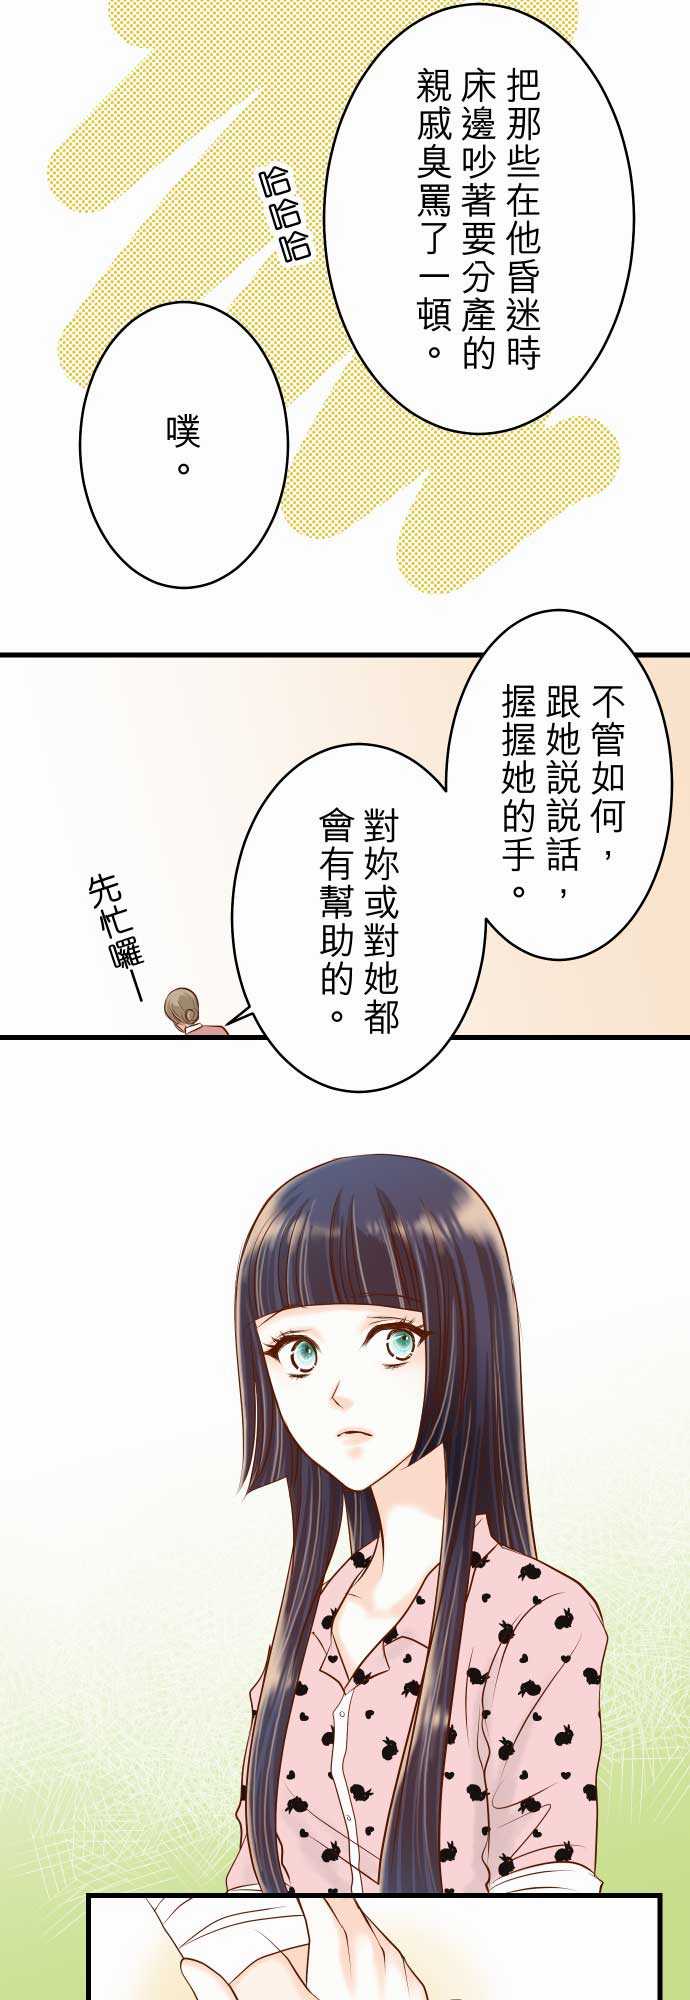 把那些在他昏迷時
床邊吵著要分產的
親戚臭罵了一頓。
哈哈哈
噗。
不管如何，
跟她説説話，
握握她的手。
對妳或對她都
會有幫助的。
先忙囉—